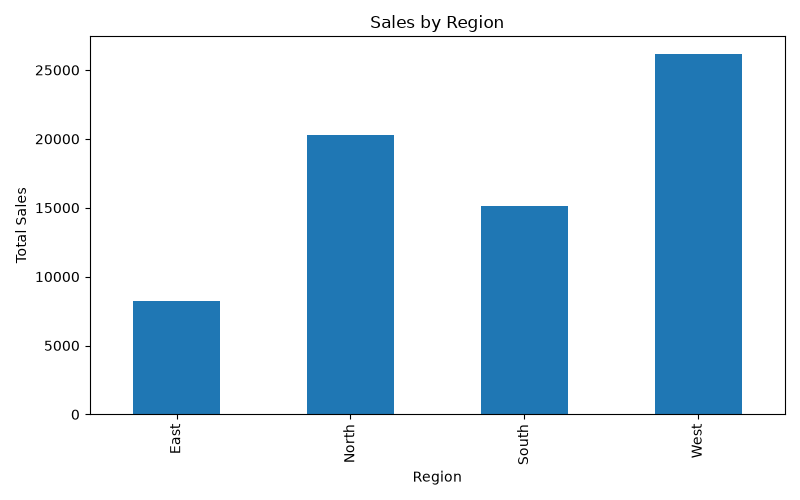 Sales by Region
25000
20000
15000
10000
5000
0
Total Sales
East
North
South
West
Region